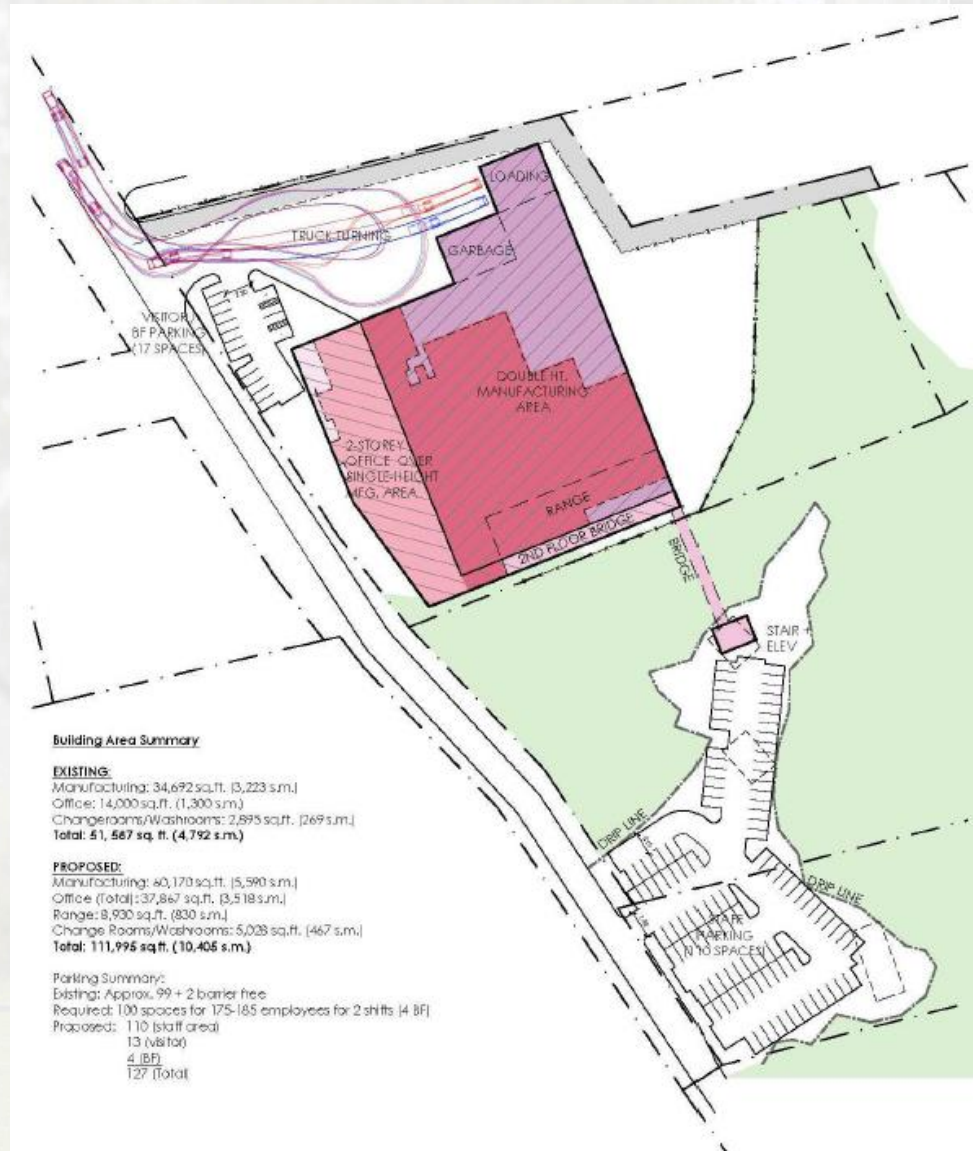 LOADING
TRUCK TURNING
GARBAGE
VISITOR/
BF PARKING
(17 SPACES)
DOUBLE HT.
MANUFACTURING
AREA
2-STOREY
OFFICE OVER
SINGLE-HEIGHT
MFG. AREA
RANGE
2ND FLOOR BRIDGE
BRIDGE
STAIR +
ELEV
DRIP LINE
DRIP LINE
STAFF
PARKING
(110 SPACES)
Building Area Summary
EXISTING:
Manufacturing: 34,692 sq.ft. (3,223 s.m.)
Office: 14,000 sq.ft. (1,300 s.m.)
Changerooms/Washrooms: 2,895 sq.ft. (269 s.m.)
Total: 51, 587 sq. ft. (4,792 s.m.)
PROPOSED:
Manufacturing: 60,170 sq.ft. (5,590 s.m.)
Office (Total): 37,867 sq.ft. (3,518 s.m.)
Range: 8,930 sq.ft. (830 s.m.)
Change Rooms/Washrooms: 5,028 sq.ft. (467 s.m.)
Total: 111,995 sq.ft. (10,405 s.m.)
Parking Summary:
Existing: Approx. 99 + 2 barrier free
Required: 100 spaces for 175-185 employees for 2 shifts (4 BF)
Proposed: 110 (staff area)
13 (visitor)
4 (BF)
127 (Total)